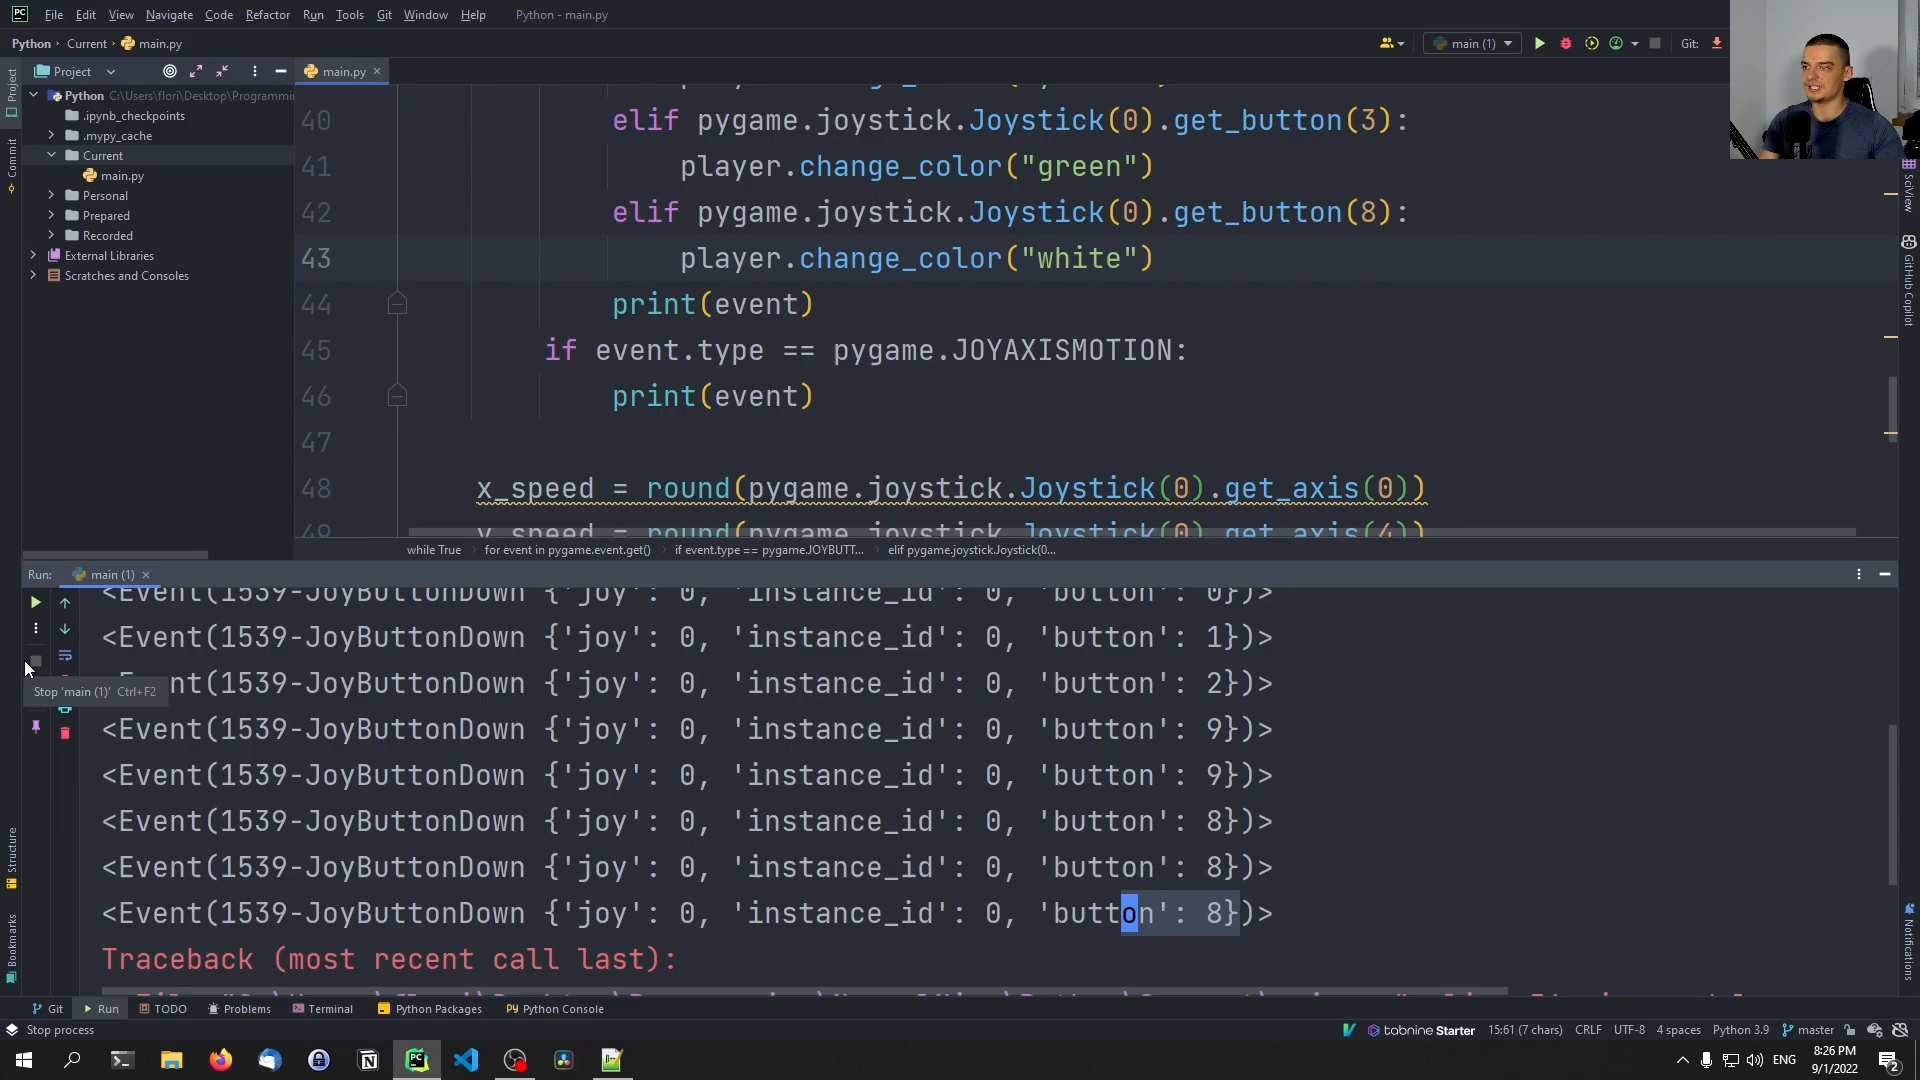 File Edit View Navigate Code Refactor Run Tools Git Window Help Python - main.py
Python › Current › main.py
main (1) Git:
Project main.py
Python C:\Users\flori\Desktop\Programmi
.ipynb_checkpoints
.mypy_cache
Current
main.py
Personal
Prepared
Recorded
External Libraries
Scratches and Consoles
Project
Commit
Structure
Bookmarks
SciView
GitHub Copilot
Notifications
40 elif pygame.joystick.Joystick(0).get_button(3):
41 player.change_color("green")
42 elif pygame.joystick.Joystick(0).get_button(8):
43 player.change_color("white")
44 print(event)
45 if event.type == pygame.JOYAXISMOTION:
46 print(event)
47
48 x_speed = round(pygame.joystick.Joystick(0).get_axis(0))
49 y_speed = round(pygame.joystick.Joystick(0).get_axis(4))
while True › for event in pygame.event.get() › if event.type == pygame.JOYBUTT... › elif pygame.joystick.Joystick(0...
Run: main (1)
<Event(1539-JoyButtonDown {'joy': 0, 'instance_id': 0, 'button': 0})>
<Event(1539-JoyButtonDown {'joy': 0, 'instance_id': 0, 'button': 1})>
nt(1539-JoyButtonDown {'joy': 0, 'instance_id': 0, 'button': 2})>
<Event(1539-JoyButtonDown {'joy': 0, 'instance_id': 0, 'button': 9})>
<Event(1539-JoyButtonDown {'joy': 0, 'instance_id': 0, 'button': 9})>
<Event(1539-JoyButtonDown {'joy': 0, 'instance_id': 0, 'button': 8})>
<Event(1539-JoyButtonDown {'joy': 0, 'instance_id': 0, 'button': 8})>
<Event(1539-JoyButtonDown {'joy': 0, 'instance_id': 0, 'button': 8})>
Traceback (most recent call last):
Stop 'main (1)' Ctrl+F2
Git Run TODO Problems Terminal Python Packages Python Console
Stop process tabnine Starter 15:61 (7 chars) CRLF UTF-8 4 spaces Python 3.9 master
ENG 8:26 PM
9/1/2022 2